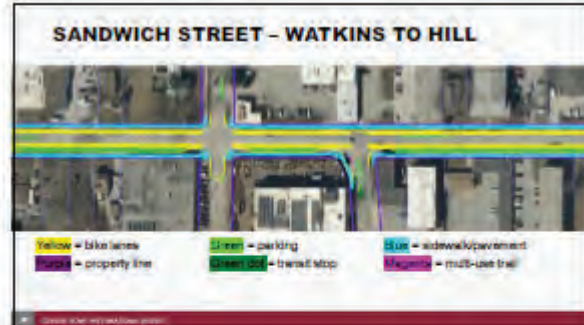 SANDWICH STREET – WATKINS TO HILL
Yellow = bike lanes
Green = parking
Blue = sidewalk/pavement
Purple = property line
Green dot = transit stop
Magenta = multi-use trail